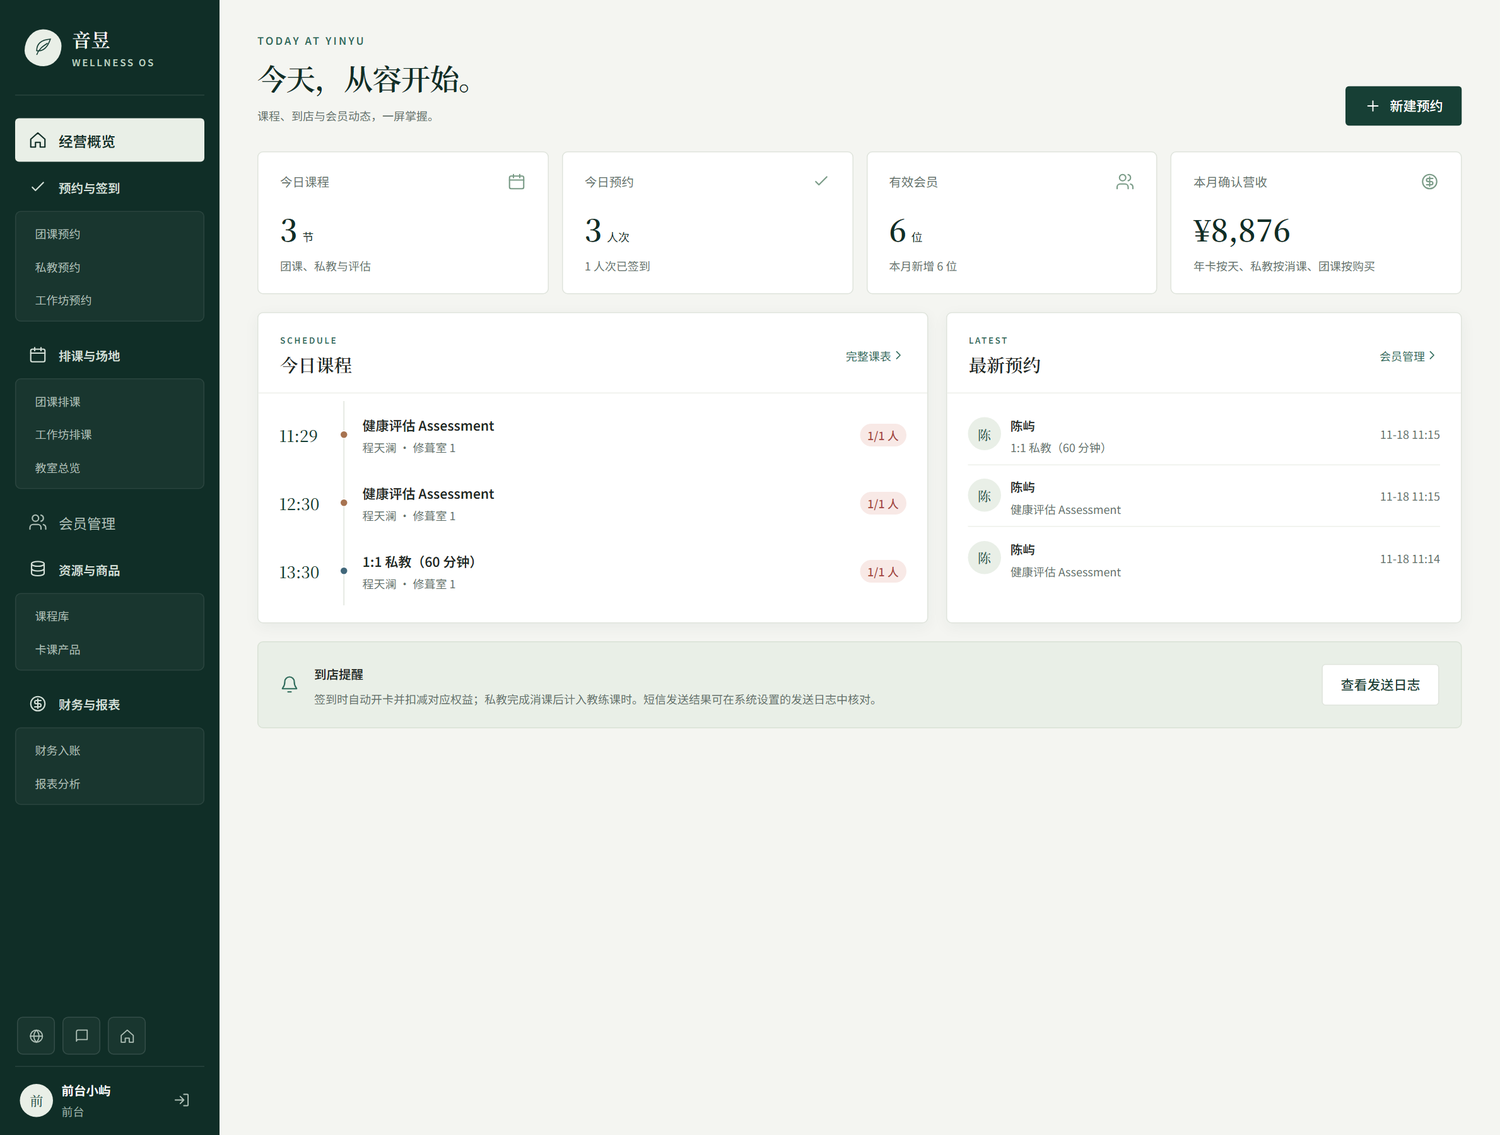 音昱
WELLNESS OS
经营概览
预约与签到
团课预约
私教预约
工作坊预约
排课与场地
团课排课
工作坊排课
教室总览
会员管理
资源与商品
课程库
卡课产品
财务与报表
财务入账
报表分析
前
前台小屿
前台
TODAY AT YINYU
今天，从容开始。
课程、到店与会员动态，一屏掌握。
新建预约
今日课程
3 节
团课、私教与评估
今日预约
3 人次
1 人次已签到
有效会员
6 位
本月新增 6 位
本月确认营收
¥8,876
年卡按天、私教按消课、团课按购买
SCHEDULE
今日课程
完整课表
11:29
健康评估 Assessment
程天澜 · 修葺室 1
1/1 人
12:30
健康评估 Assessment
程天澜 · 修葺室 1
1/1 人
13:30
1:1 私教（60 分钟）
程天澜 · 修葺室 1
1/1 人
LATEST
最新预约
会员管理
陈
陈屿
1:1 私教（60 分钟）
11-18 11:15
陈
陈屿
健康评估 Assessment
11-18 11:15
陈
陈屿
健康评估 Assessment
11-18 11:14
到店提醒
签到时自动开卡并扣减对应权益；私教完成消课后计入教练课时。短信发送结果可在系统设置的发送日志中核对。
查看发送日志